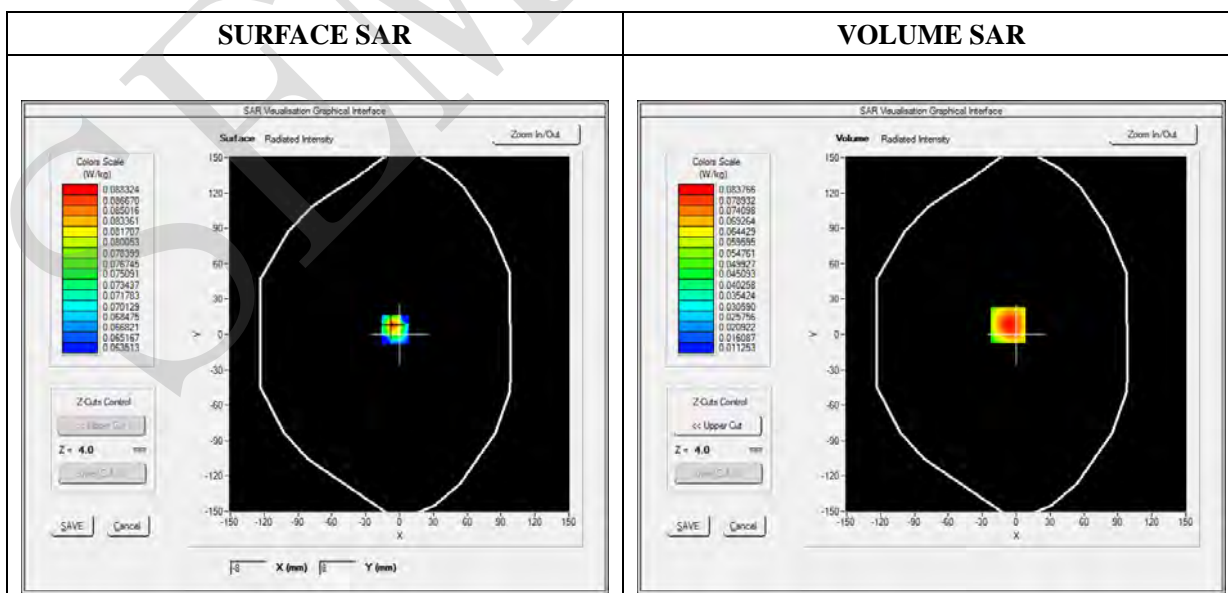 SURFACE SAR
VOLUME SAR
SAR Visualisation Graphical Interface
Surface Radiated Intensity
Zoom In/Out
Colors Scale
(W/kg)
0.088324
0.086670
0.085016
0.083361
0.081707
0.080053
0.078399
0.076745
0.075091
0.073437
0.071783
0.070129
0.068475
0.066821
0.065167
0.063513
150
120
90
60
30
0
-30
-60
-90
-120
-150
Y
-150 -120 -90 -60 -30 0 30 60 90 120 150
X
Z-Cuts Control
<< Upper Cut
Z = 4.0 mm
SAVE Cancel
-8 X (mm) 8 Y (mm)
SAR Visualisation Graphical Interface
Volume Radiated Intensity
Zoom In/Out
Colors Scale
(W/kg)
0.083766
0.078932
0.074098
0.069264
0.064429
0.059595
0.054761
0.049927
0.045093
0.040258
0.035424
0.030590
0.025756
0.020922
0.016087
0.011253
150
120
90
60
30
0
-30
-60
-90
-120
-150
Y
-150 -120 -90 -60 -30 0 30 60 90 120 150
X
Z-Cuts Control
<< Upper Cut
Z = 4.0 mm
SAVE Cancel